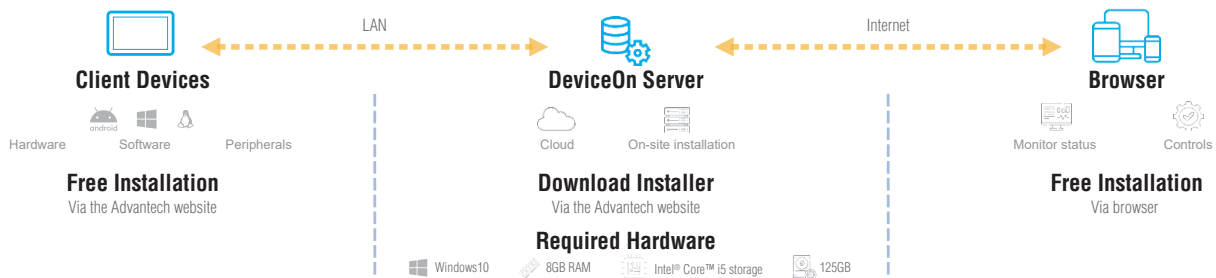 LAN
Internet
Client Devices
DeviceOn Server
Browser
android
Hardware
Software
Peripherals
Cloud
On-site installation
Monitor status
Controls
Free Installation
Via the Advantech website
Download Installer
Via the Advantech website
Free Installation
Via browser
Required Hardware
Windows10
8GB RAM
Intel® Core™ i5 storage
125GB